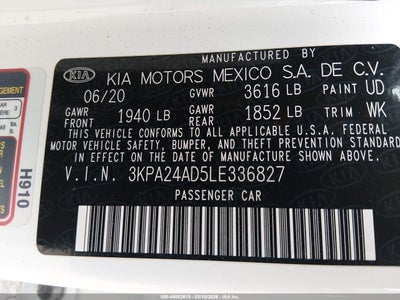 MANUFACTURED BY
KIA
KIA MOTORS MEXICO S.A. DE C.V.
06/20 GVWR 3616 LB PAINT UD
GAWR FRONT 1940 LB GAWR REAR 1852 LB TRIM WK
THIS VEHICLE CONFORMS TO ALL APPLICABLE U.S. FEDERAL
MOTOR VEHICLE SAFETY, BUMPER, AND THEFT PREVENTION STANDARDS
IN EFFECT ON THE DATE OF MANUFACTURE SHOWN ABOVE.
V.I.N. 3KPA24AD5LE336827
PASSENGER CAR
H910